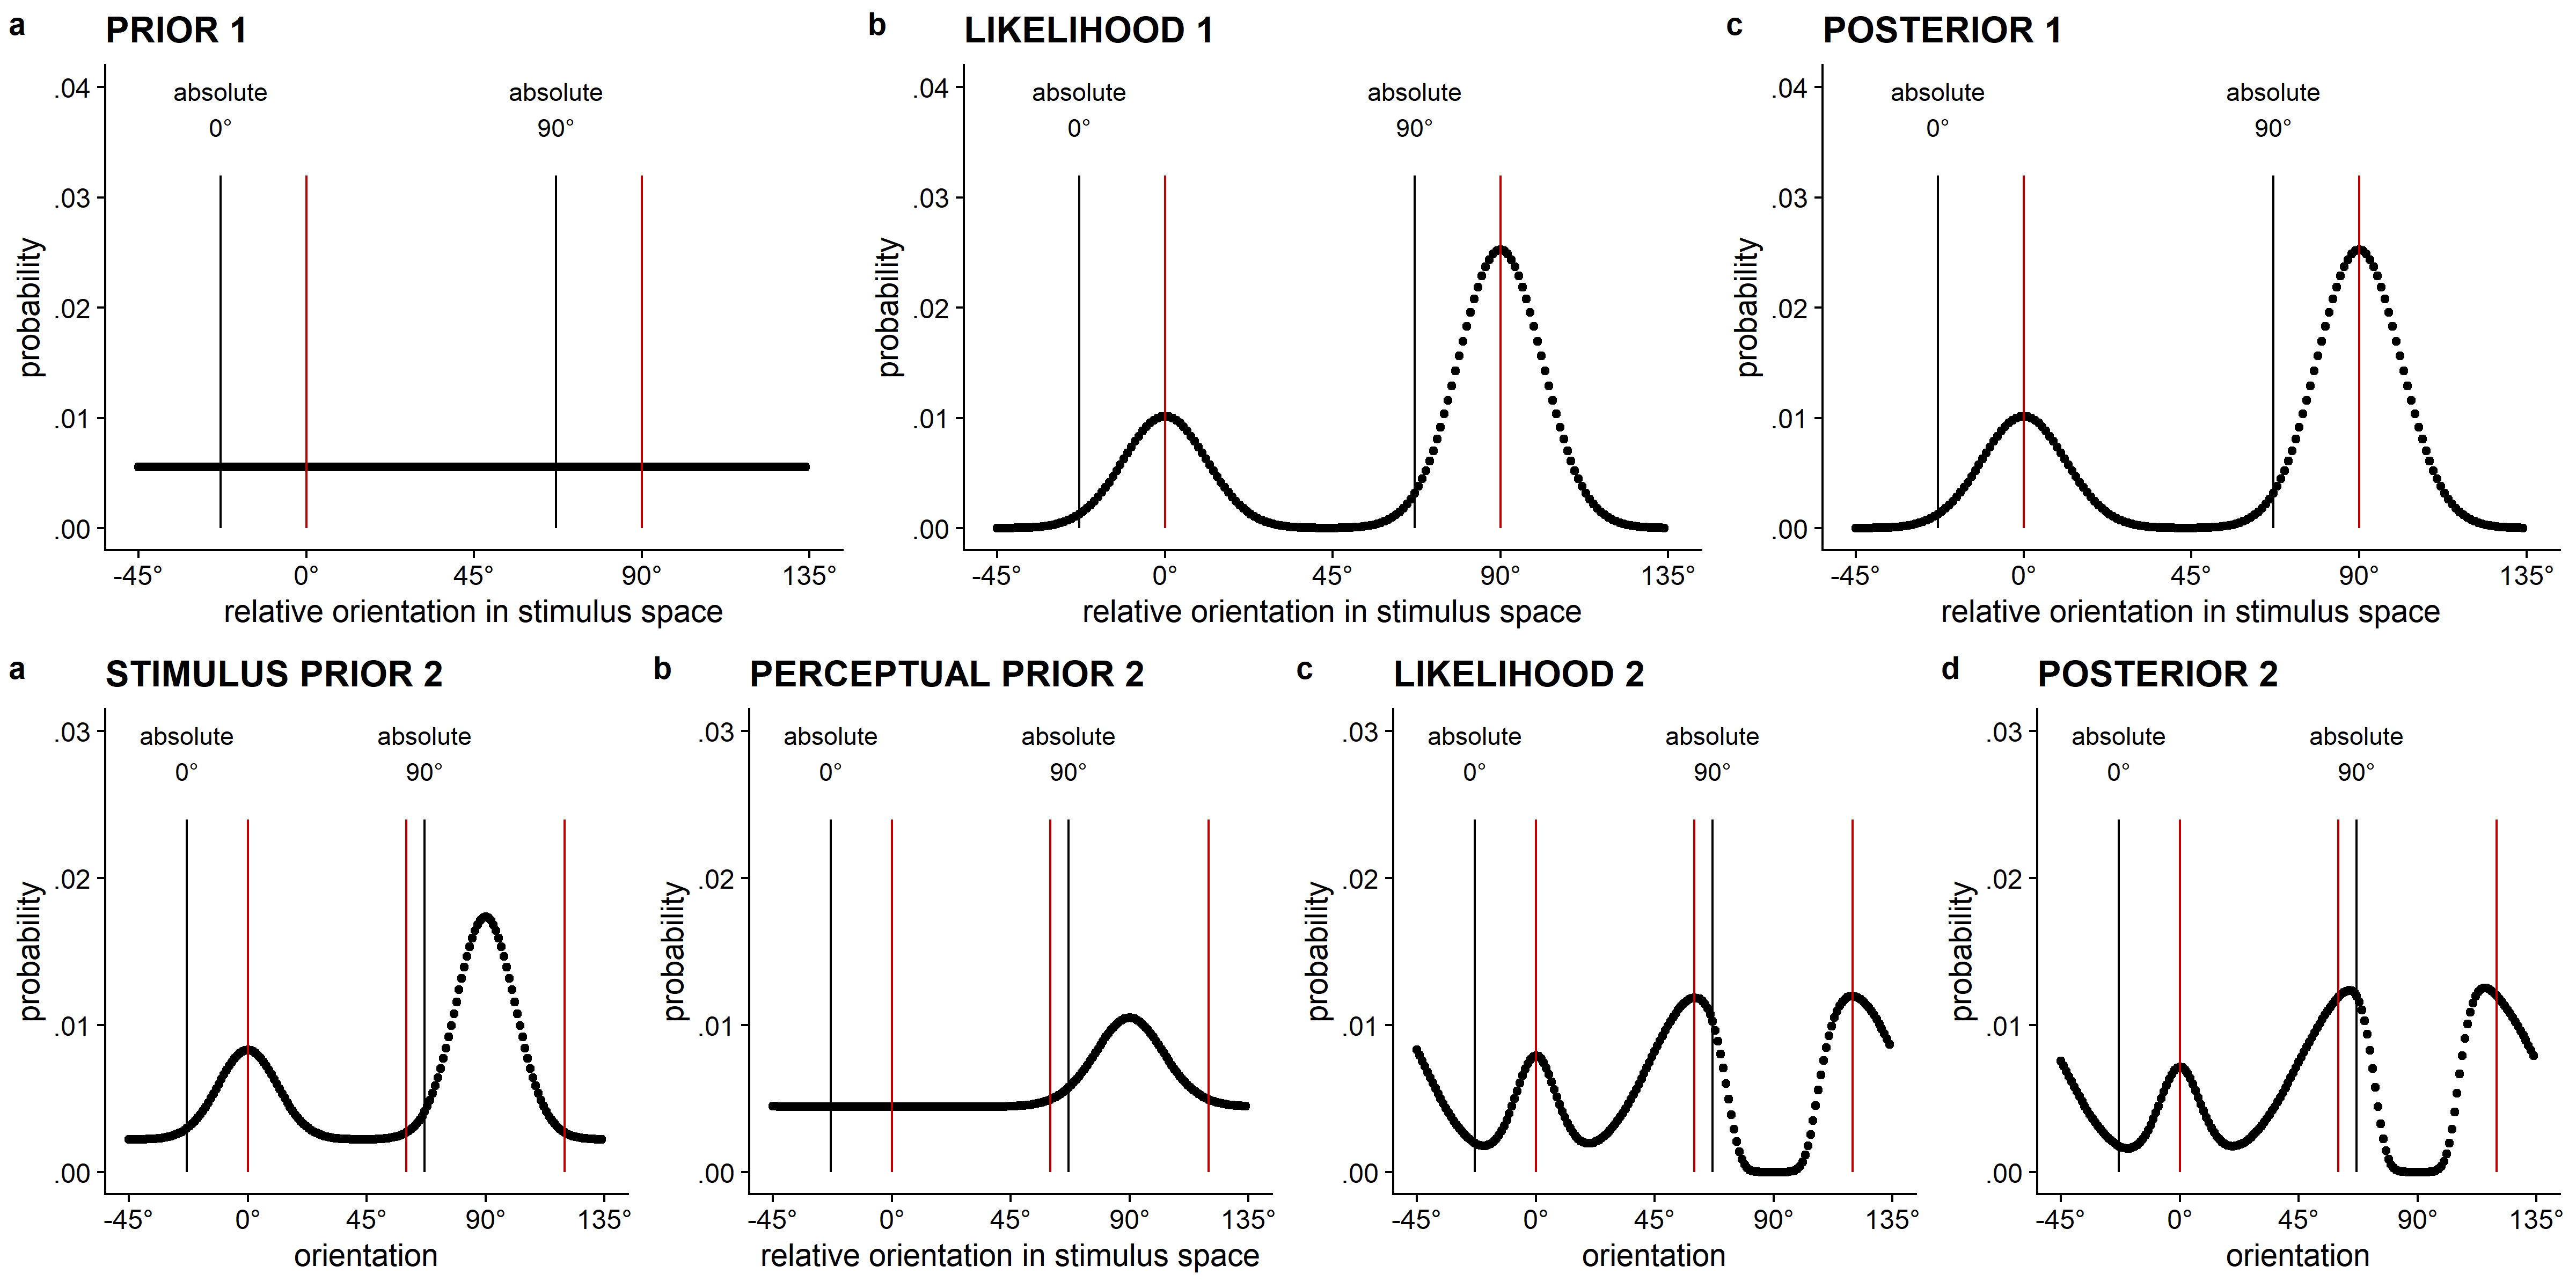 a PRIOR 1
absolute 0°
absolute 90°
.04
.03
.02
.01
.00
probability
-45° 0° 45° 90° 135°
relative orientation in stimulus space
b LIKELIHOOD 1
absolute 0°
absolute 90°
.04
.03
.02
.01
.00
probability
-45° 0° 45° 90° 135°
relative orientation in stimulus space
c POSTERIOR 1
absolute 0°
absolute 90°
.04
.03
.02
.01
.00
probability
-45° 0° 45° 90° 135°
relative orientation in stimulus space
a STIMULUS PRIOR 2
absolute 0°
absolute 90°
.03
.02
.01
.00
probability
-45° 0° 45° 90° 135°
orientation
b PERCEPTUAL PRIOR 2
absolute 0°
absolute 90°
.03
.02
.01
.00
probability
-45° 0° 45° 90° 135°
relative orientation in stimulus space
c LIKELIHOOD 2
absolute 0°
absolute 90°
.03
.02
.01
.00
probability
-45° 0° 45° 90° 135°
orientation
d POSTERIOR 2
absolute 0°
absolute 90°
.03
.02
.01
.00
probability
-45° 0° 45° 90° 135°
orientation